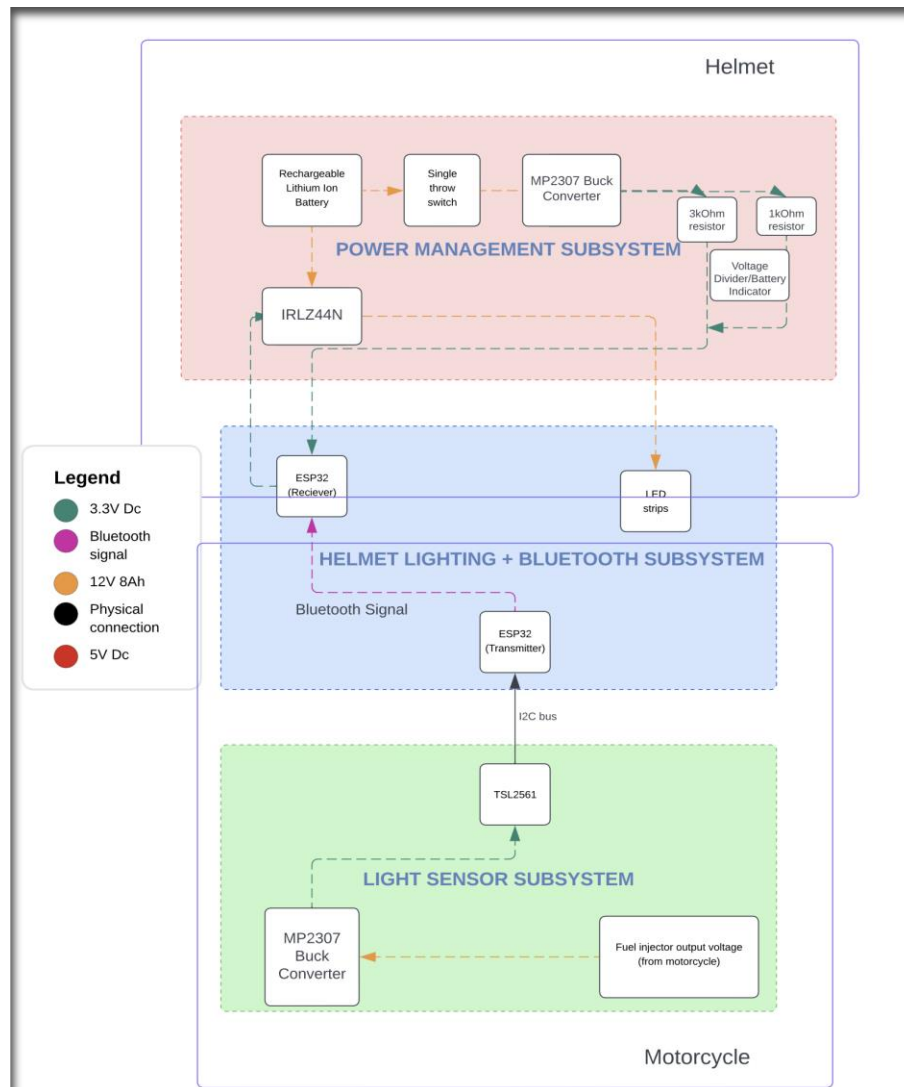 Helmet
Rechargeable
Lithium Ion
Battery
Single
throw
switch
MP2307 Buck
Converter
3kOhm
resistor
1kOhm
resistor
POWER MANAGEMENT SUBSYSTEM
Voltage
Divider/Battery
Indicator
IRLZ44N
Legend
3.3V Dc
Bluetooth
signal
12V 8Ah
Physical
connection
5V Dc
ESP32
(Reciever)
LED
strips
HELMET LIGHTING + BLUETOOTH SUBSYSTEM
Bluetooth Signal
ESP32
(Transmitter)
I2C bus
TSL2561
LIGHT SENSOR SUBSYSTEM
MP2307
Buck
Converter
Fuel injector output voltage
(from motorcycle)
Motorcycle